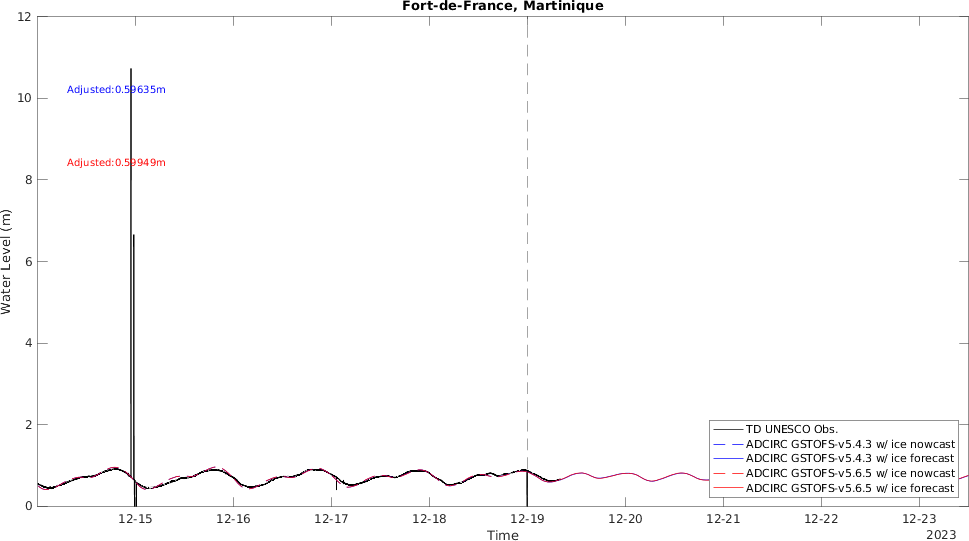 Fort-de-France, Martinique
12
10
8
6
4
2
0
Water Level (m)
Adjusted:0.59635m
Adjusted:0.59949m
TD UNESCO Obs.
ADCIRC GSTOFS-v5.4.3 w/ ice nowcast
ADCIRC GSTOFS-v5.4.3 w/ ice forecast
ADCIRC GSTOFS-v5.6.5 w/ ice nowcast
ADCIRC GSTOFS-v5.6.5 w/ ice forecast
12-15 12-16 12-17 12-18 12-19 12-20 12-21 12-22 12-23
Time
2023